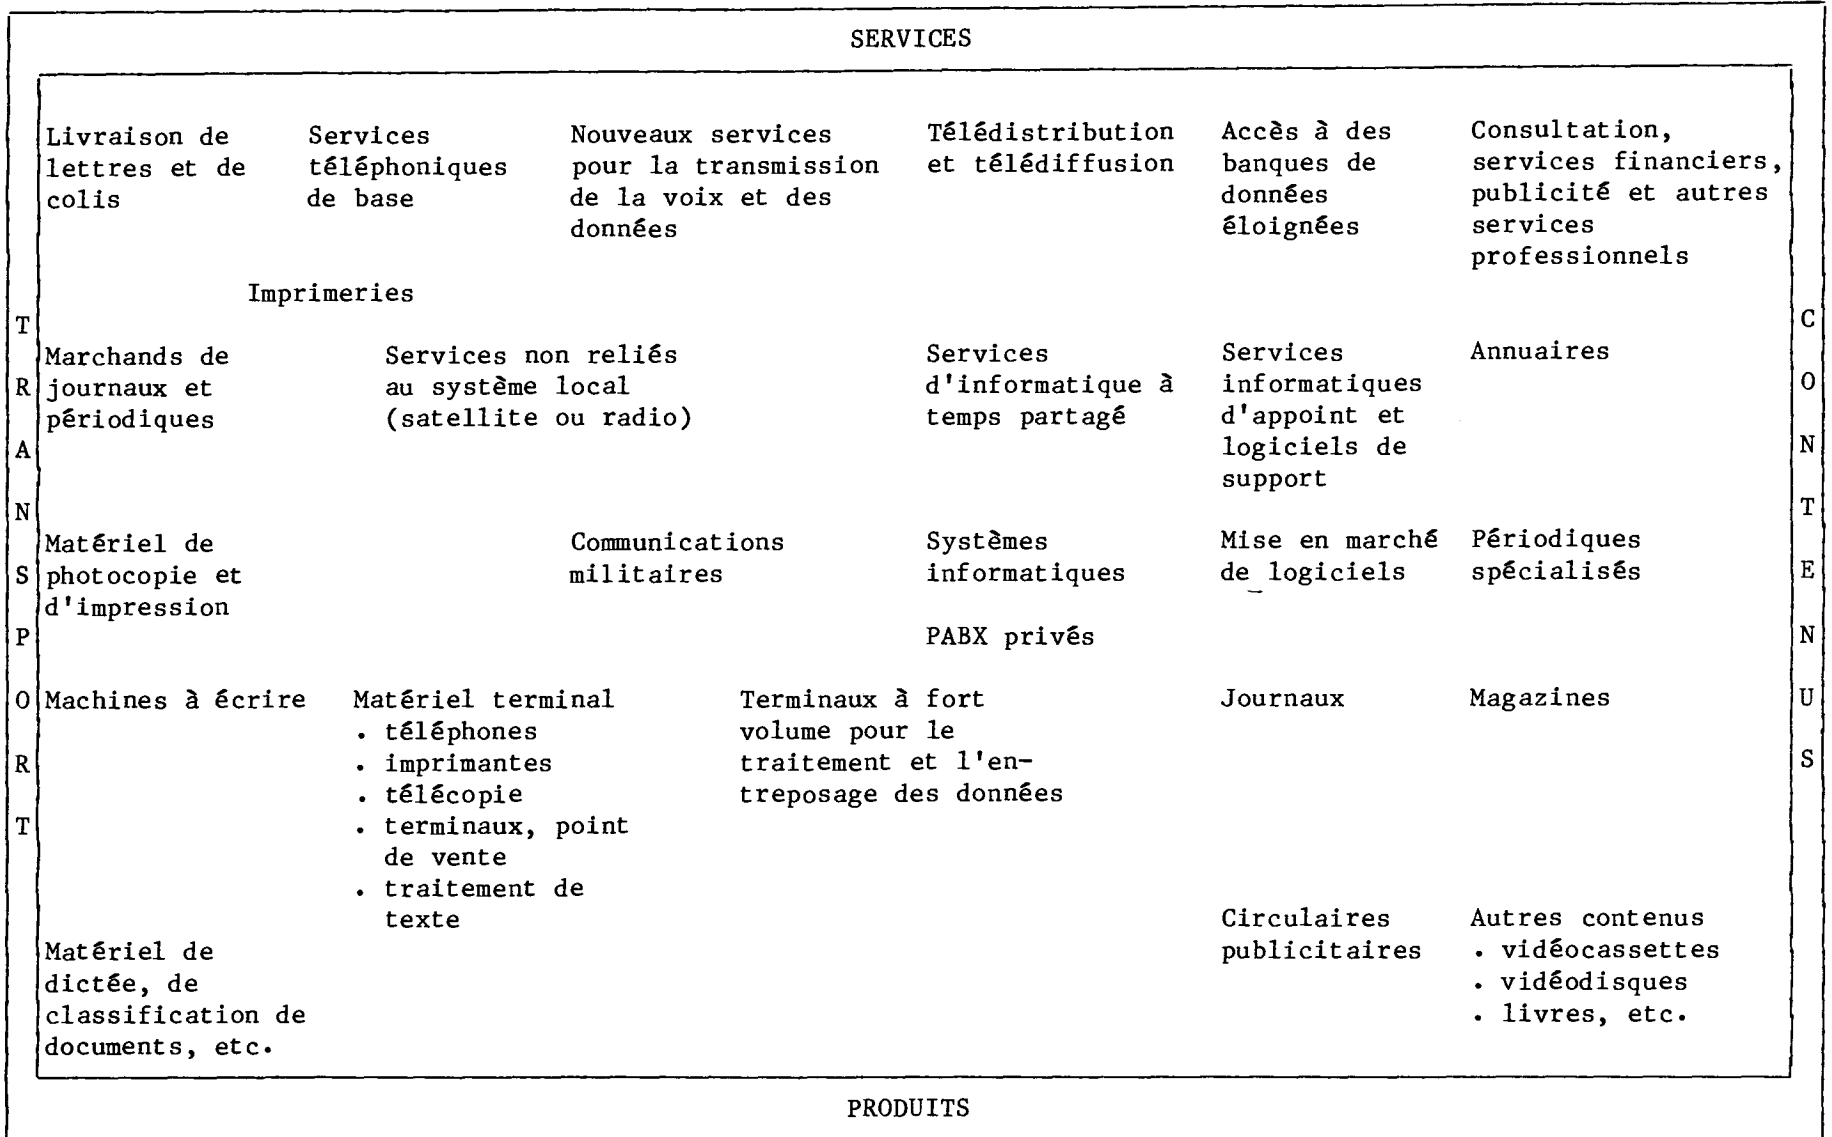 SERVICES
Livraison de
lettres et de
colis
Services
téléphoniques
de base
Nouveaux services
pour la transmission
de la voix et des
données
Télédistribution
et télédiffusion
Accès à des
banques de
données
éloignées
Consultation,
services financiers,
publicité et autres
services
professionnels
Imprimeries
Marchands de
journaux et
périodiques
Services non reliés
au système local
(satellite ou radio)
Services
d'informatique à
temps partagé
Services
informatiques
d'appoint et
logiciels de
support
Annuaires
Matériel de
photocopie et
d'impression
Communications
militaires
Systèmes
informatiques
Mise en marché
de logiciels
Périodiques
spécialisés
PABX privés
Machines à écrire
Matériel terminal
. téléphones
. imprimantes
. télécopie
. terminaux, point
de vente
. traitement de
texte
Terminaux à fort
volume pour le
traitement et l'en-
treposage des données
Journaux
Magazines
Matériel de
dictée, de
classification de
documents, etc.
Circulaires
publicitaires
Autres contenus
. vidéocassettes
. vidéodisques
. livres, etc.
T
R
A
N
S
P
O
R
T
C
O
N
T
E
N
U
S
PRODUITS